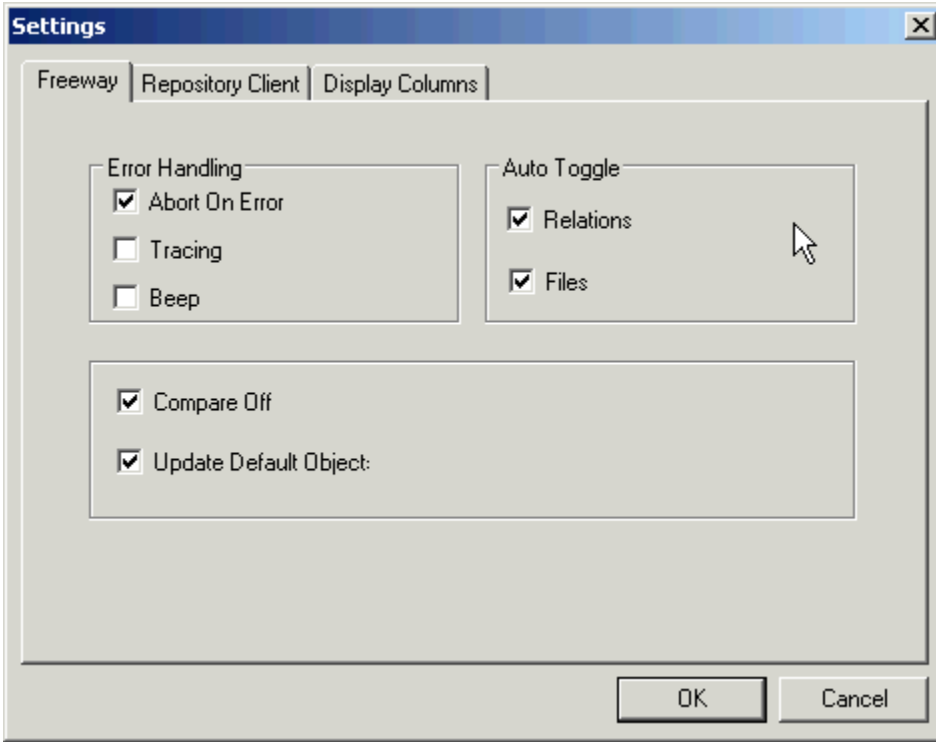 Settings
Freeway
Repository Client
Display Columns
Error Handling
Abort On Error
Tracing
Beep
Auto Toggle
Relations
Files
Compare Off
Update Default Object:
OK
Cancel